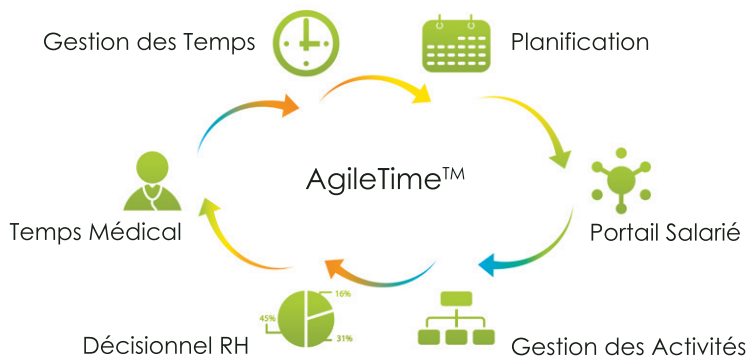 Gestion des Temps
Planification
AgileTime™
Temps Médical
Portail Salarié
16%
45%
31%
Décisionnel RH
Gestion des Activités